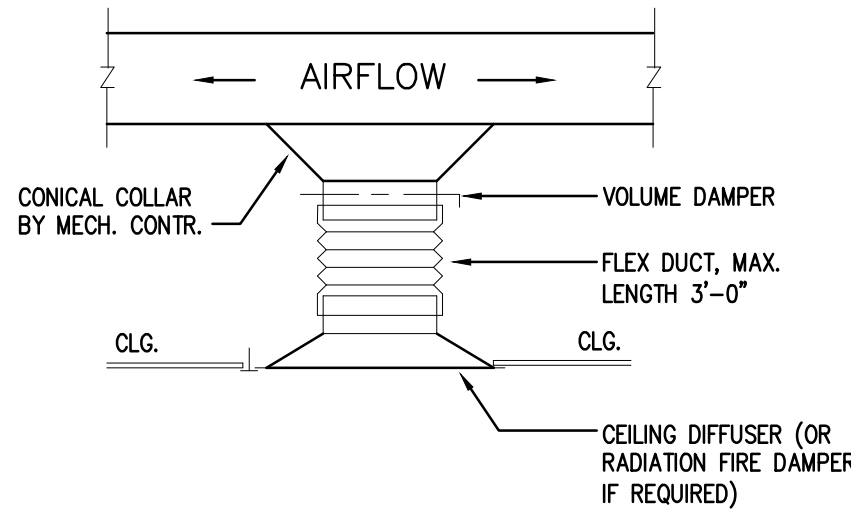 AIRFLOW
CONICAL COLLAR
BY MECH. CONTR.
VOLUME DAMPER
FLEX DUCT, MAX.
LENGTH 3'-0"
CLG.
CLG.
CEILING DIFFUSER (OR
RADIATION FIRE DAMPER
IF REQUIRED)